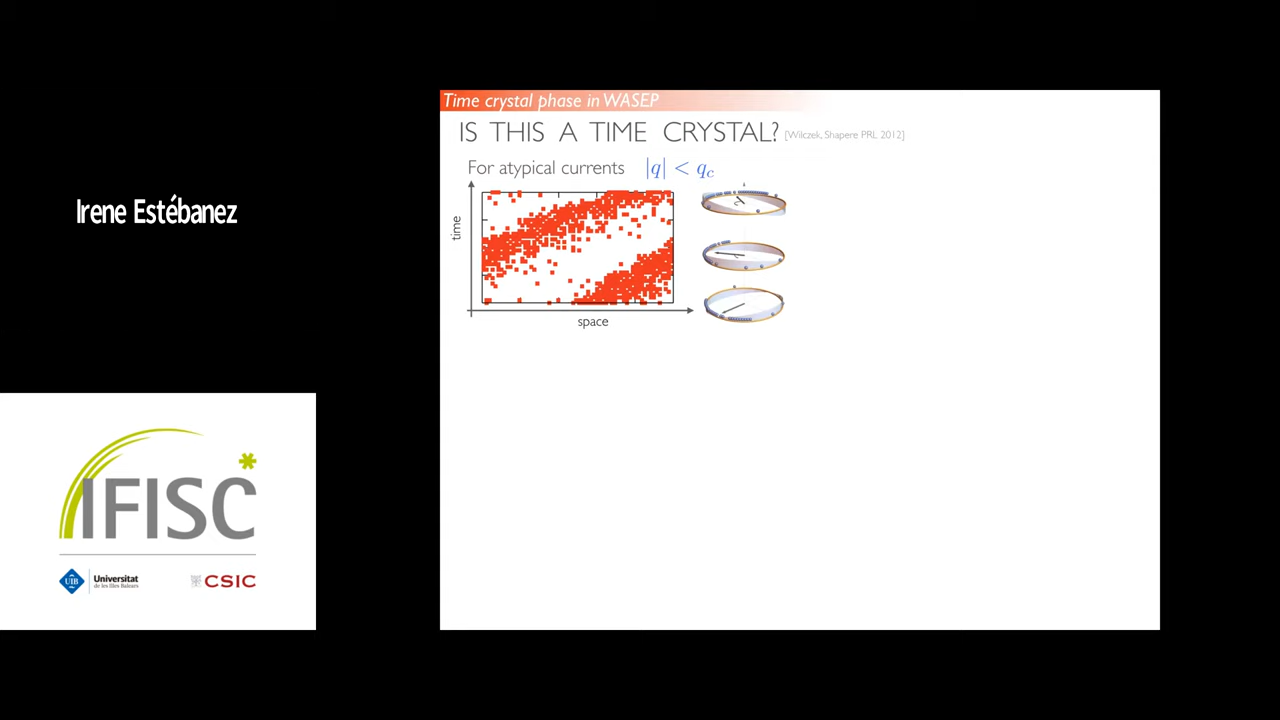 Time crystal phase in WASEP
IS THIS A TIME CRYSTAL? [Wilczek, Shapere PRL 2012]
For atypical currents |q| < q_c
time
space
Irene Estébanez
IFISC
UIB Universitat de les Illes Balears
CSIC